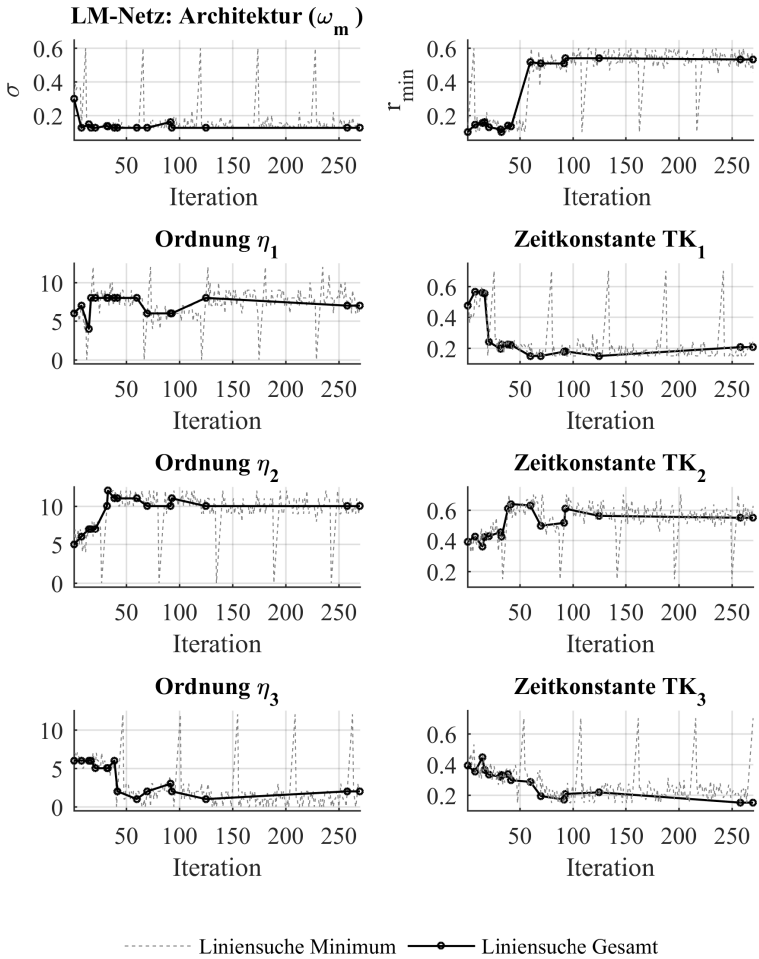 LM-Netz: Architektur (ω_m)
σ
0.6
0.4
0.2
50 100 150 200 250
Iteration
r_min
0.6
0.4
0.2
50 100 150 200 250
Iteration
Ordnung η_1
10
5
0
50 100 150 200 250
Iteration
Zeitkonstante TK_1
0.6
0.4
0.2
50 100 150 200 250
Iteration
Ordnung η_2
10
5
0
50 100 150 200 250
Iteration
Zeitkonstante TK_2
0.6
0.4
0.2
50 100 150 200 250
Iteration
Ordnung η_3
10
5
0
50 100 150 200 250
Iteration
Zeitkonstante TK_3
0.6
0.4
0.2
50 100 150 200 250
Iteration
Liniensuche Minimum Liniensuche Gesamt